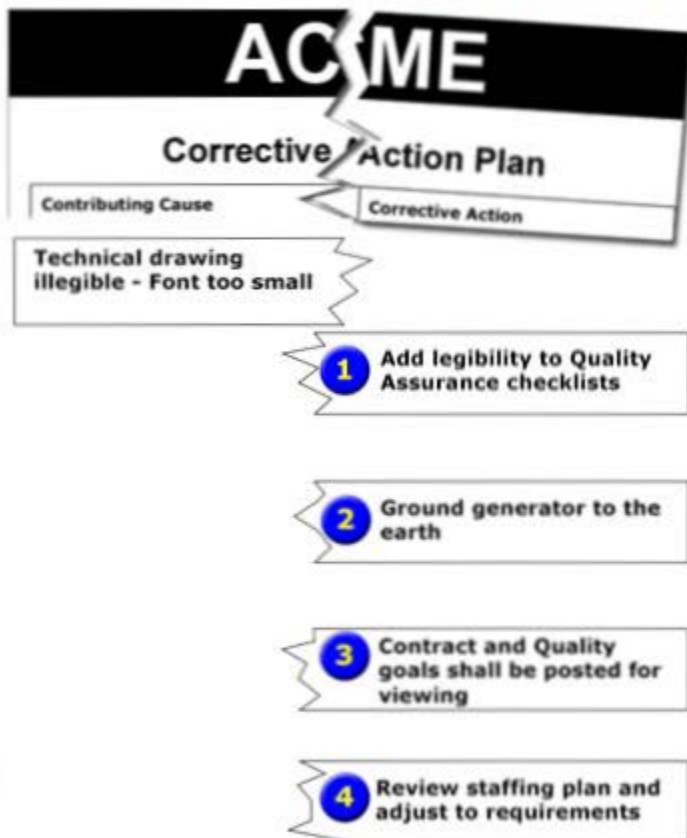 ACME
Corrective Action Plan
Contributing Cause
Corrective Action
Technical drawing
illegible - Font too small
1
Add legibility to Quality
Assurance checklists
2
Ground generator to the
earth
3
Contract and Quality
goals shall be posted for
viewing
4
Review staffing plan and
adjust to requirements